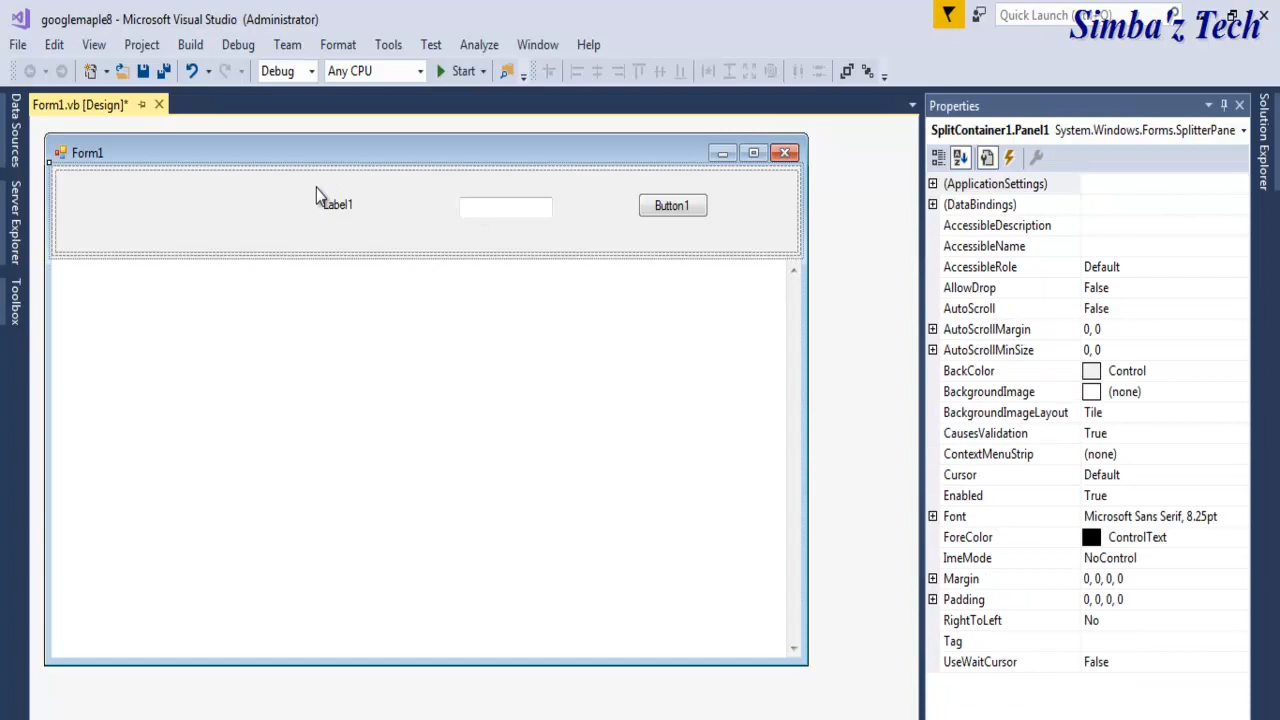 googlemaple8 - Microsoft Visual Studio (Administrator)
Quick Launch (Ctrl+Q)
Simba'z Tech
File Edit View Project Build Debug Team Format Tools Test Analyze Window Help
Debug Any CPU Start
Form1.vb [Design]*
Data Sources
Server Explorer
Toolbox
Form1
Label1
Button1
Properties
SplitContainer1.Panel1 System.Windows.Forms.SplitterPane
(ApplicationSettings)
(DataBindings)
AccessibleDescription
AccessibleName
AccessibleRole Default
AllowDrop False
AutoScroll False
AutoScrollMargin 0, 0
AutoScrollMinSize 0, 0
BackColor Control
BackgroundImage (none)
BackgroundImageLayout Tile
CausesValidation True
ContextMenuStrip (none)
Cursor Default
Enabled True
Font Microsoft Sans Serif, 8.25pt
ForeColor ControlText
ImeMode NoControl
Margin 0, 0, 0, 0
Padding 0, 0, 0, 0
RightToLeft No
Tag
UseWaitCursor False
Solution Explorer